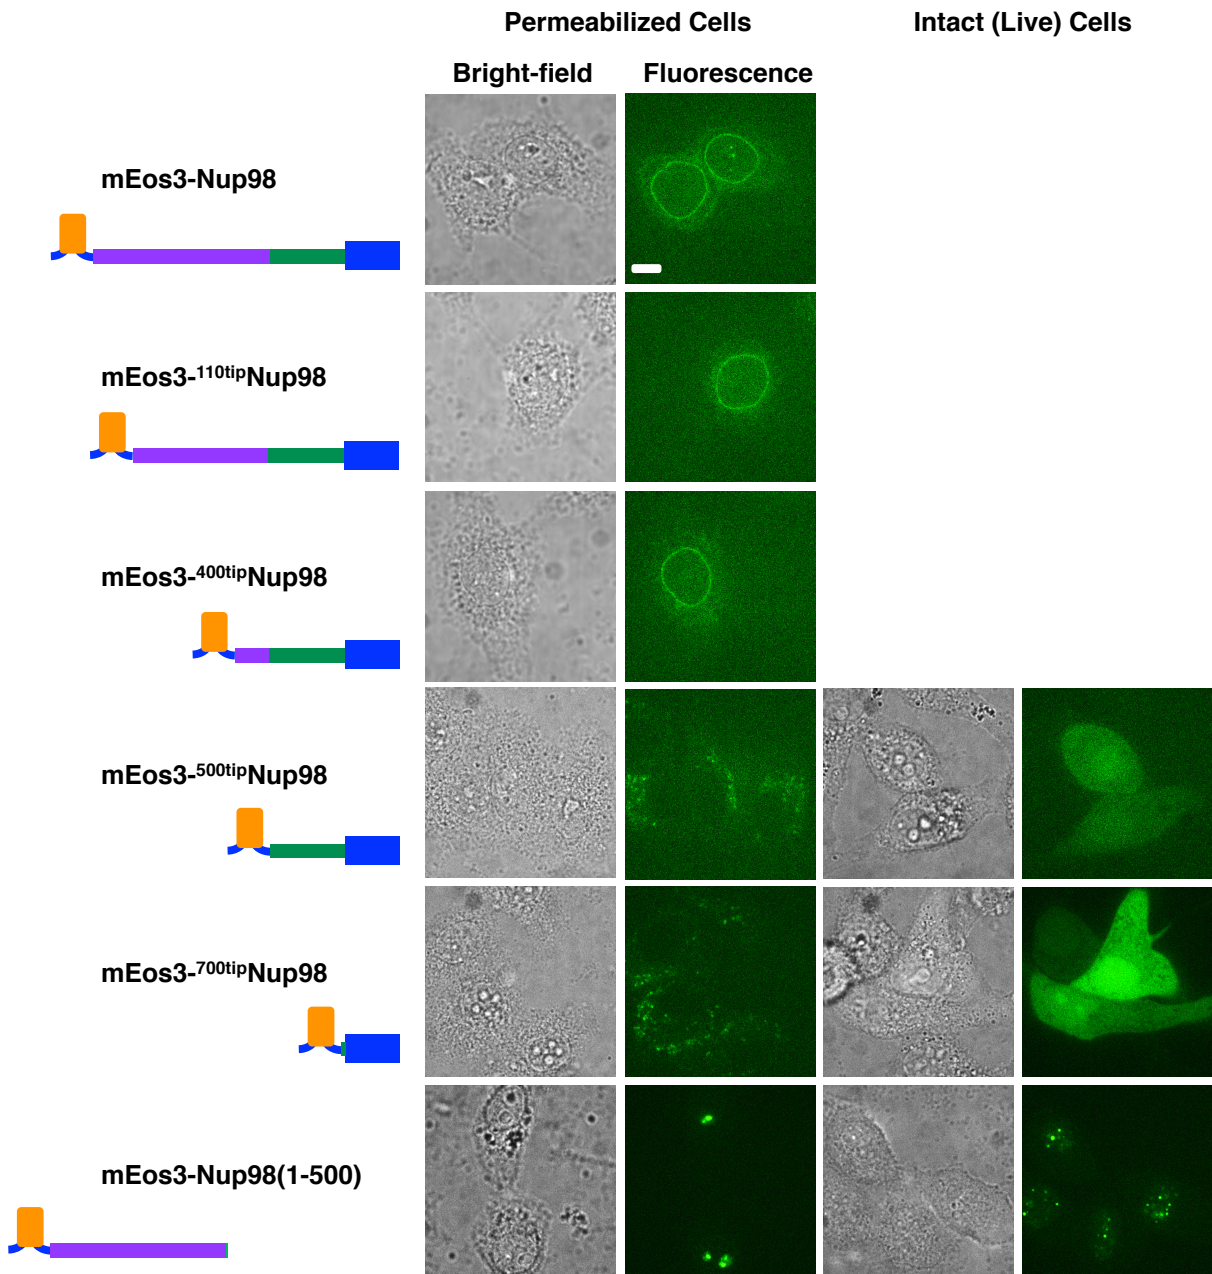 Permeabilized Cells Intact (Live) Cells
Bright-field Fluorescence
mEos3-Nup98
mEos3-110tipNup98
mEos3-400tipNup98
mEos3-500tipNup98
mEos3-700tipNup98
mEos3-Nup98(1-500)